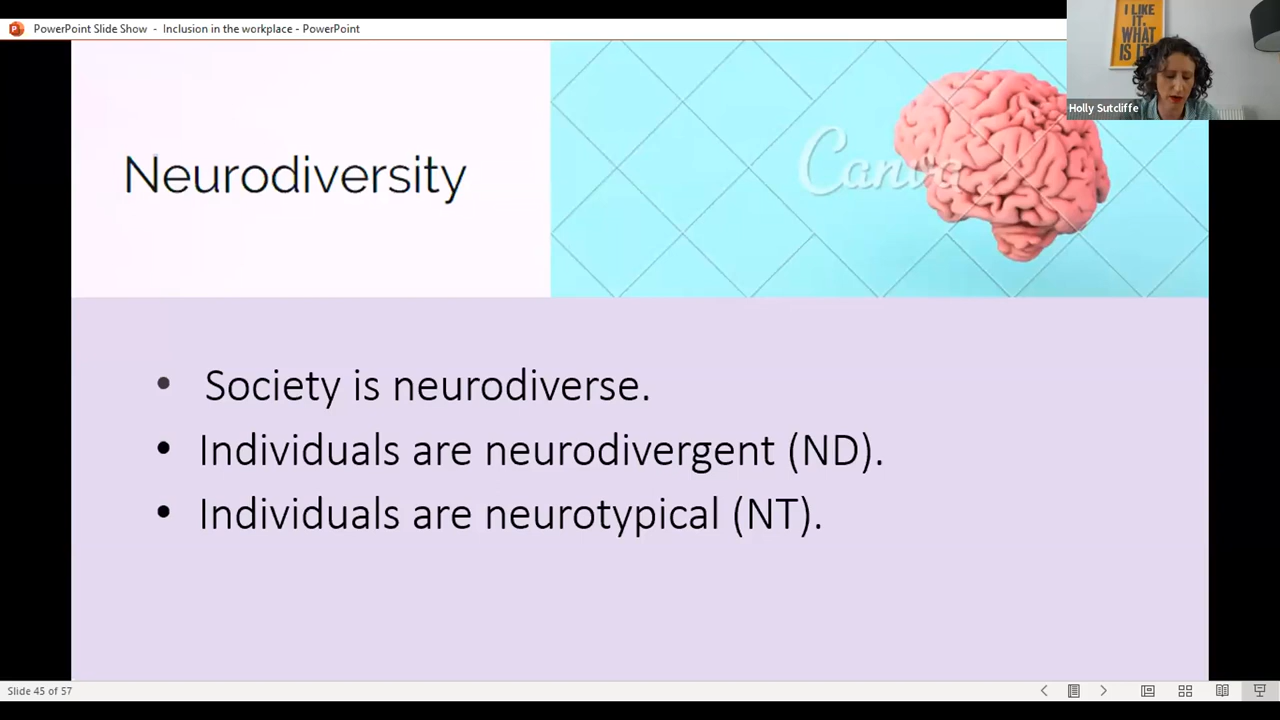 PowerPoint Slide Show - Inclusion in the workplace - PowerPoint
I LIKE
IT.
WHAT
IS IT?
Holly Sutcliffe
Neurodiversity
Canva
• Society is neurodiverse.
• Individuals are neurodivergent (ND).
• Individuals are neurotypical (NT).
Slide 45 of 57